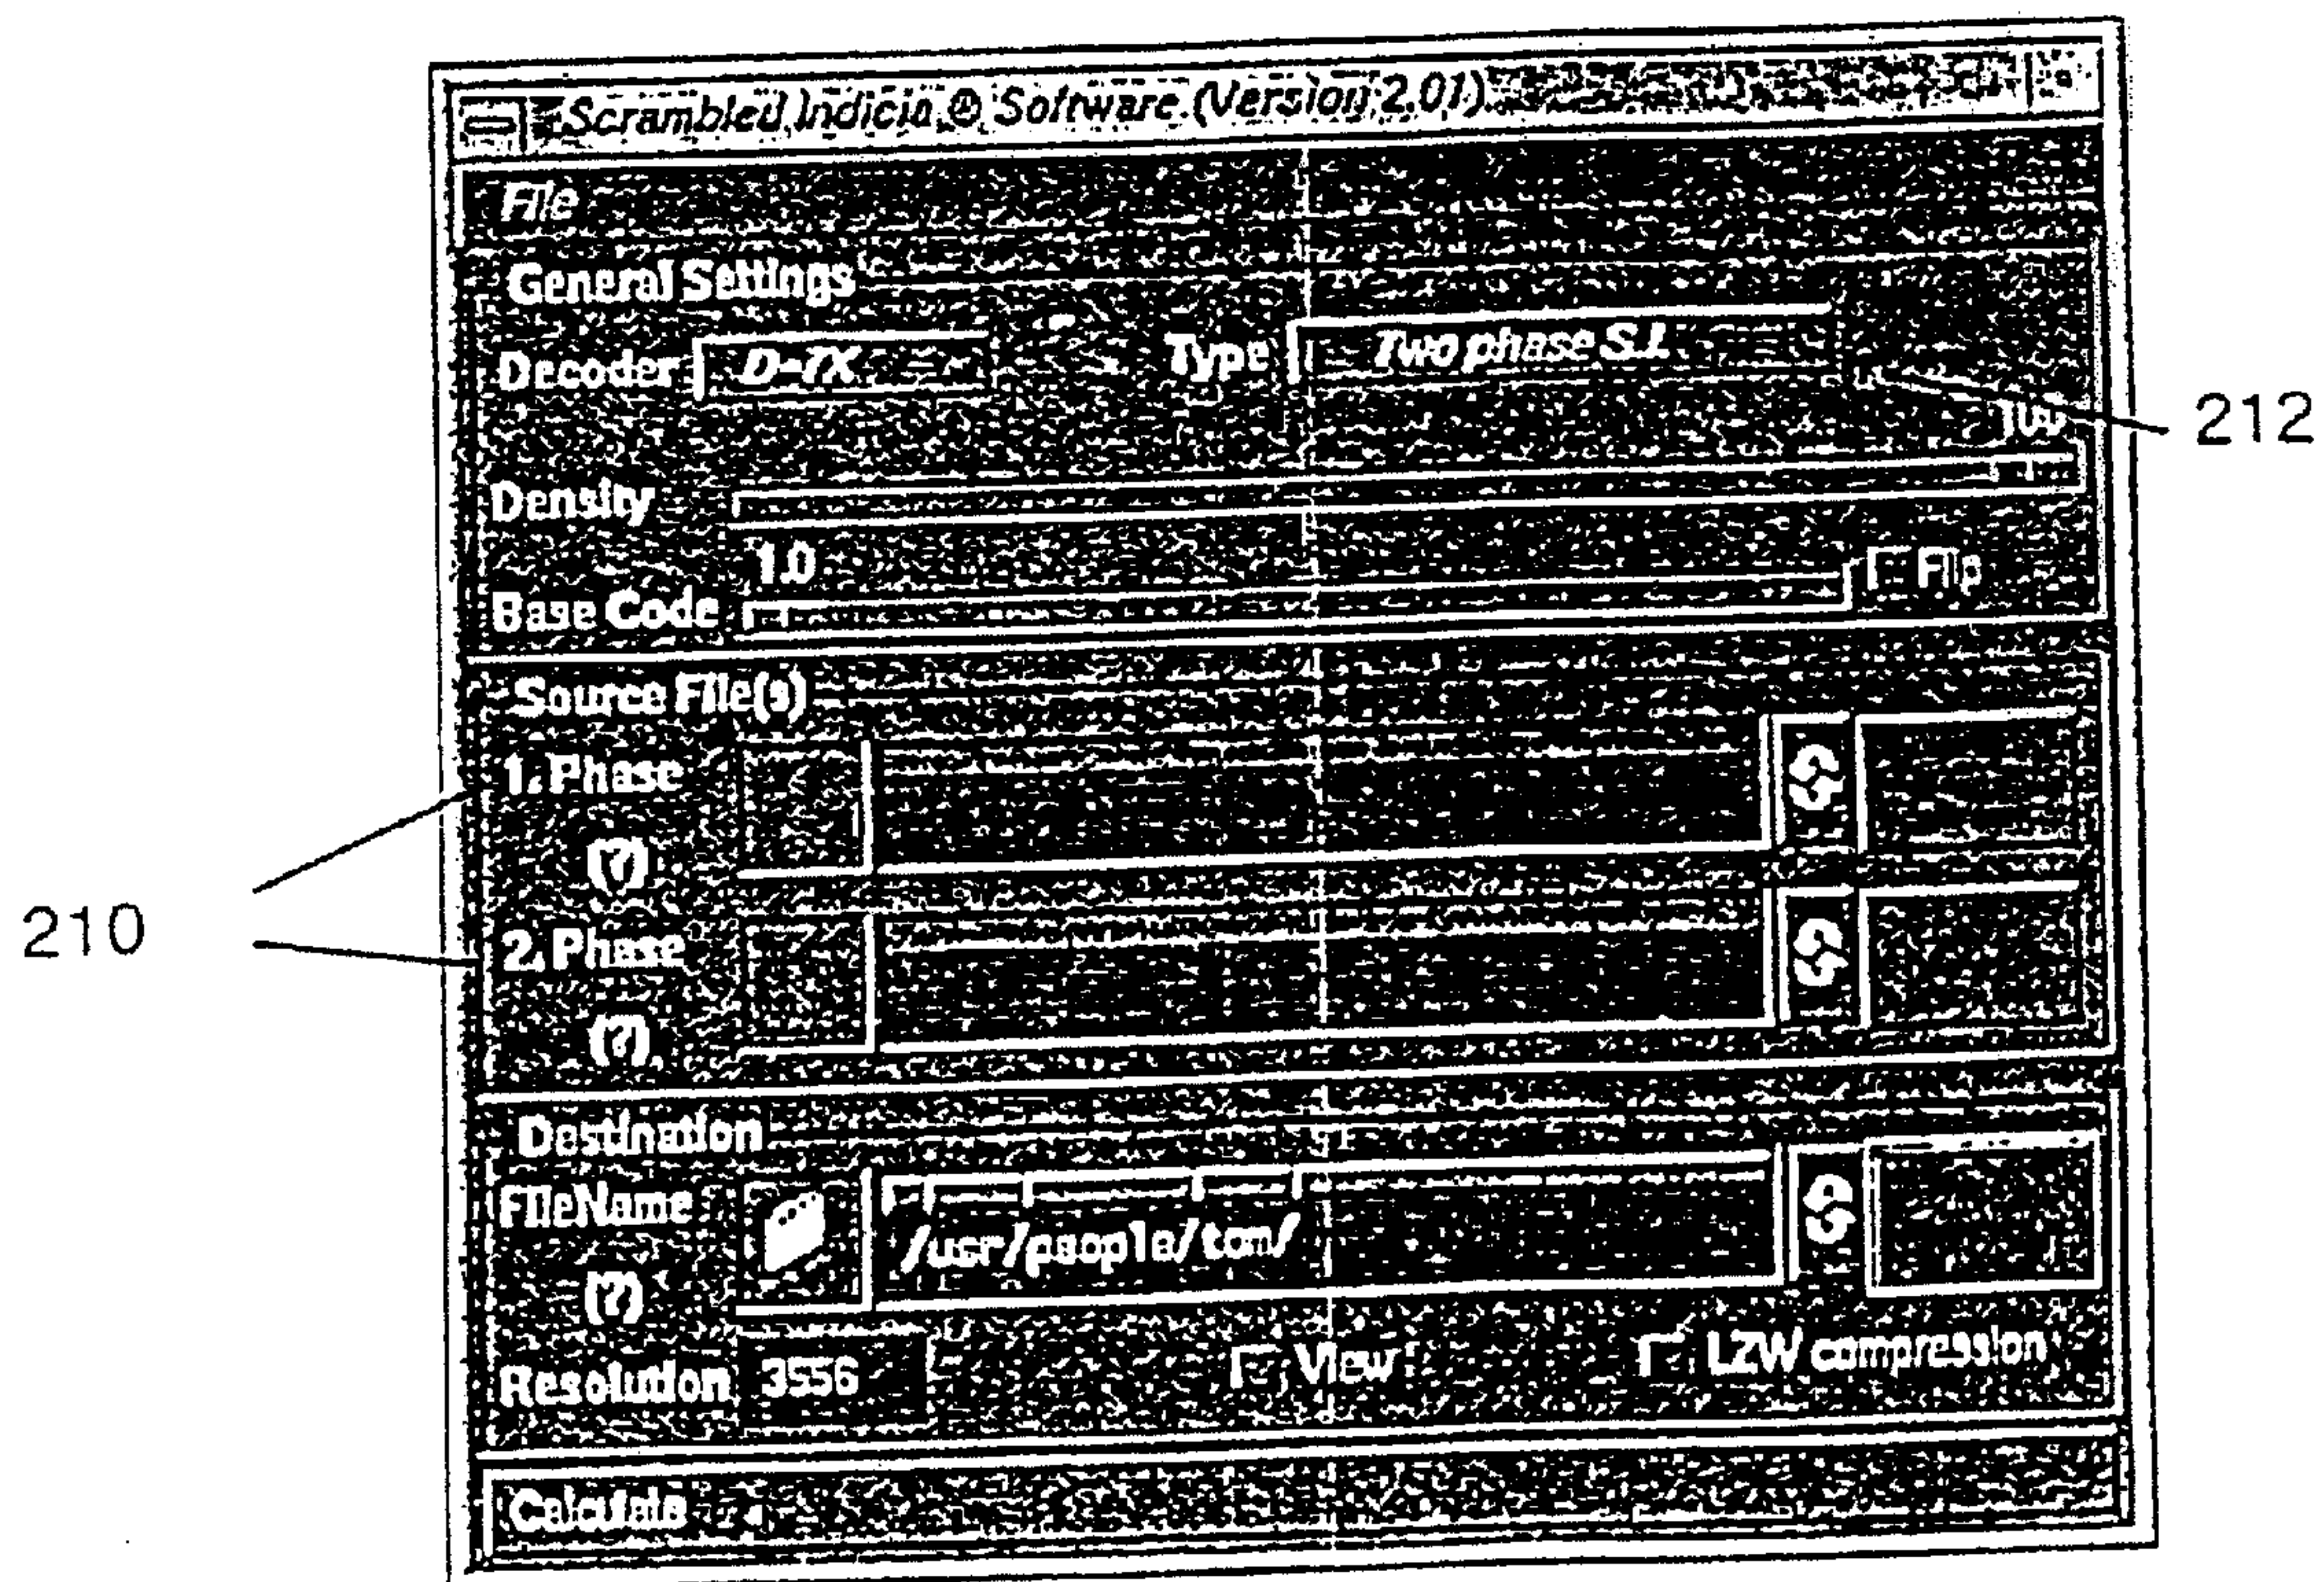 Scrambled Indicia ® Software (Version 2.01)
File
General Settings
Decoder D-7X Type Two phase S.I.
100
212
Density
1.0
Base Code Flip
Source File(s)
1. Phase
(?)
210
2. Phase
(?)
Destination
FileName /usr/people/tom/
(?)
Resolution 3556 View LZW compression
Calculate